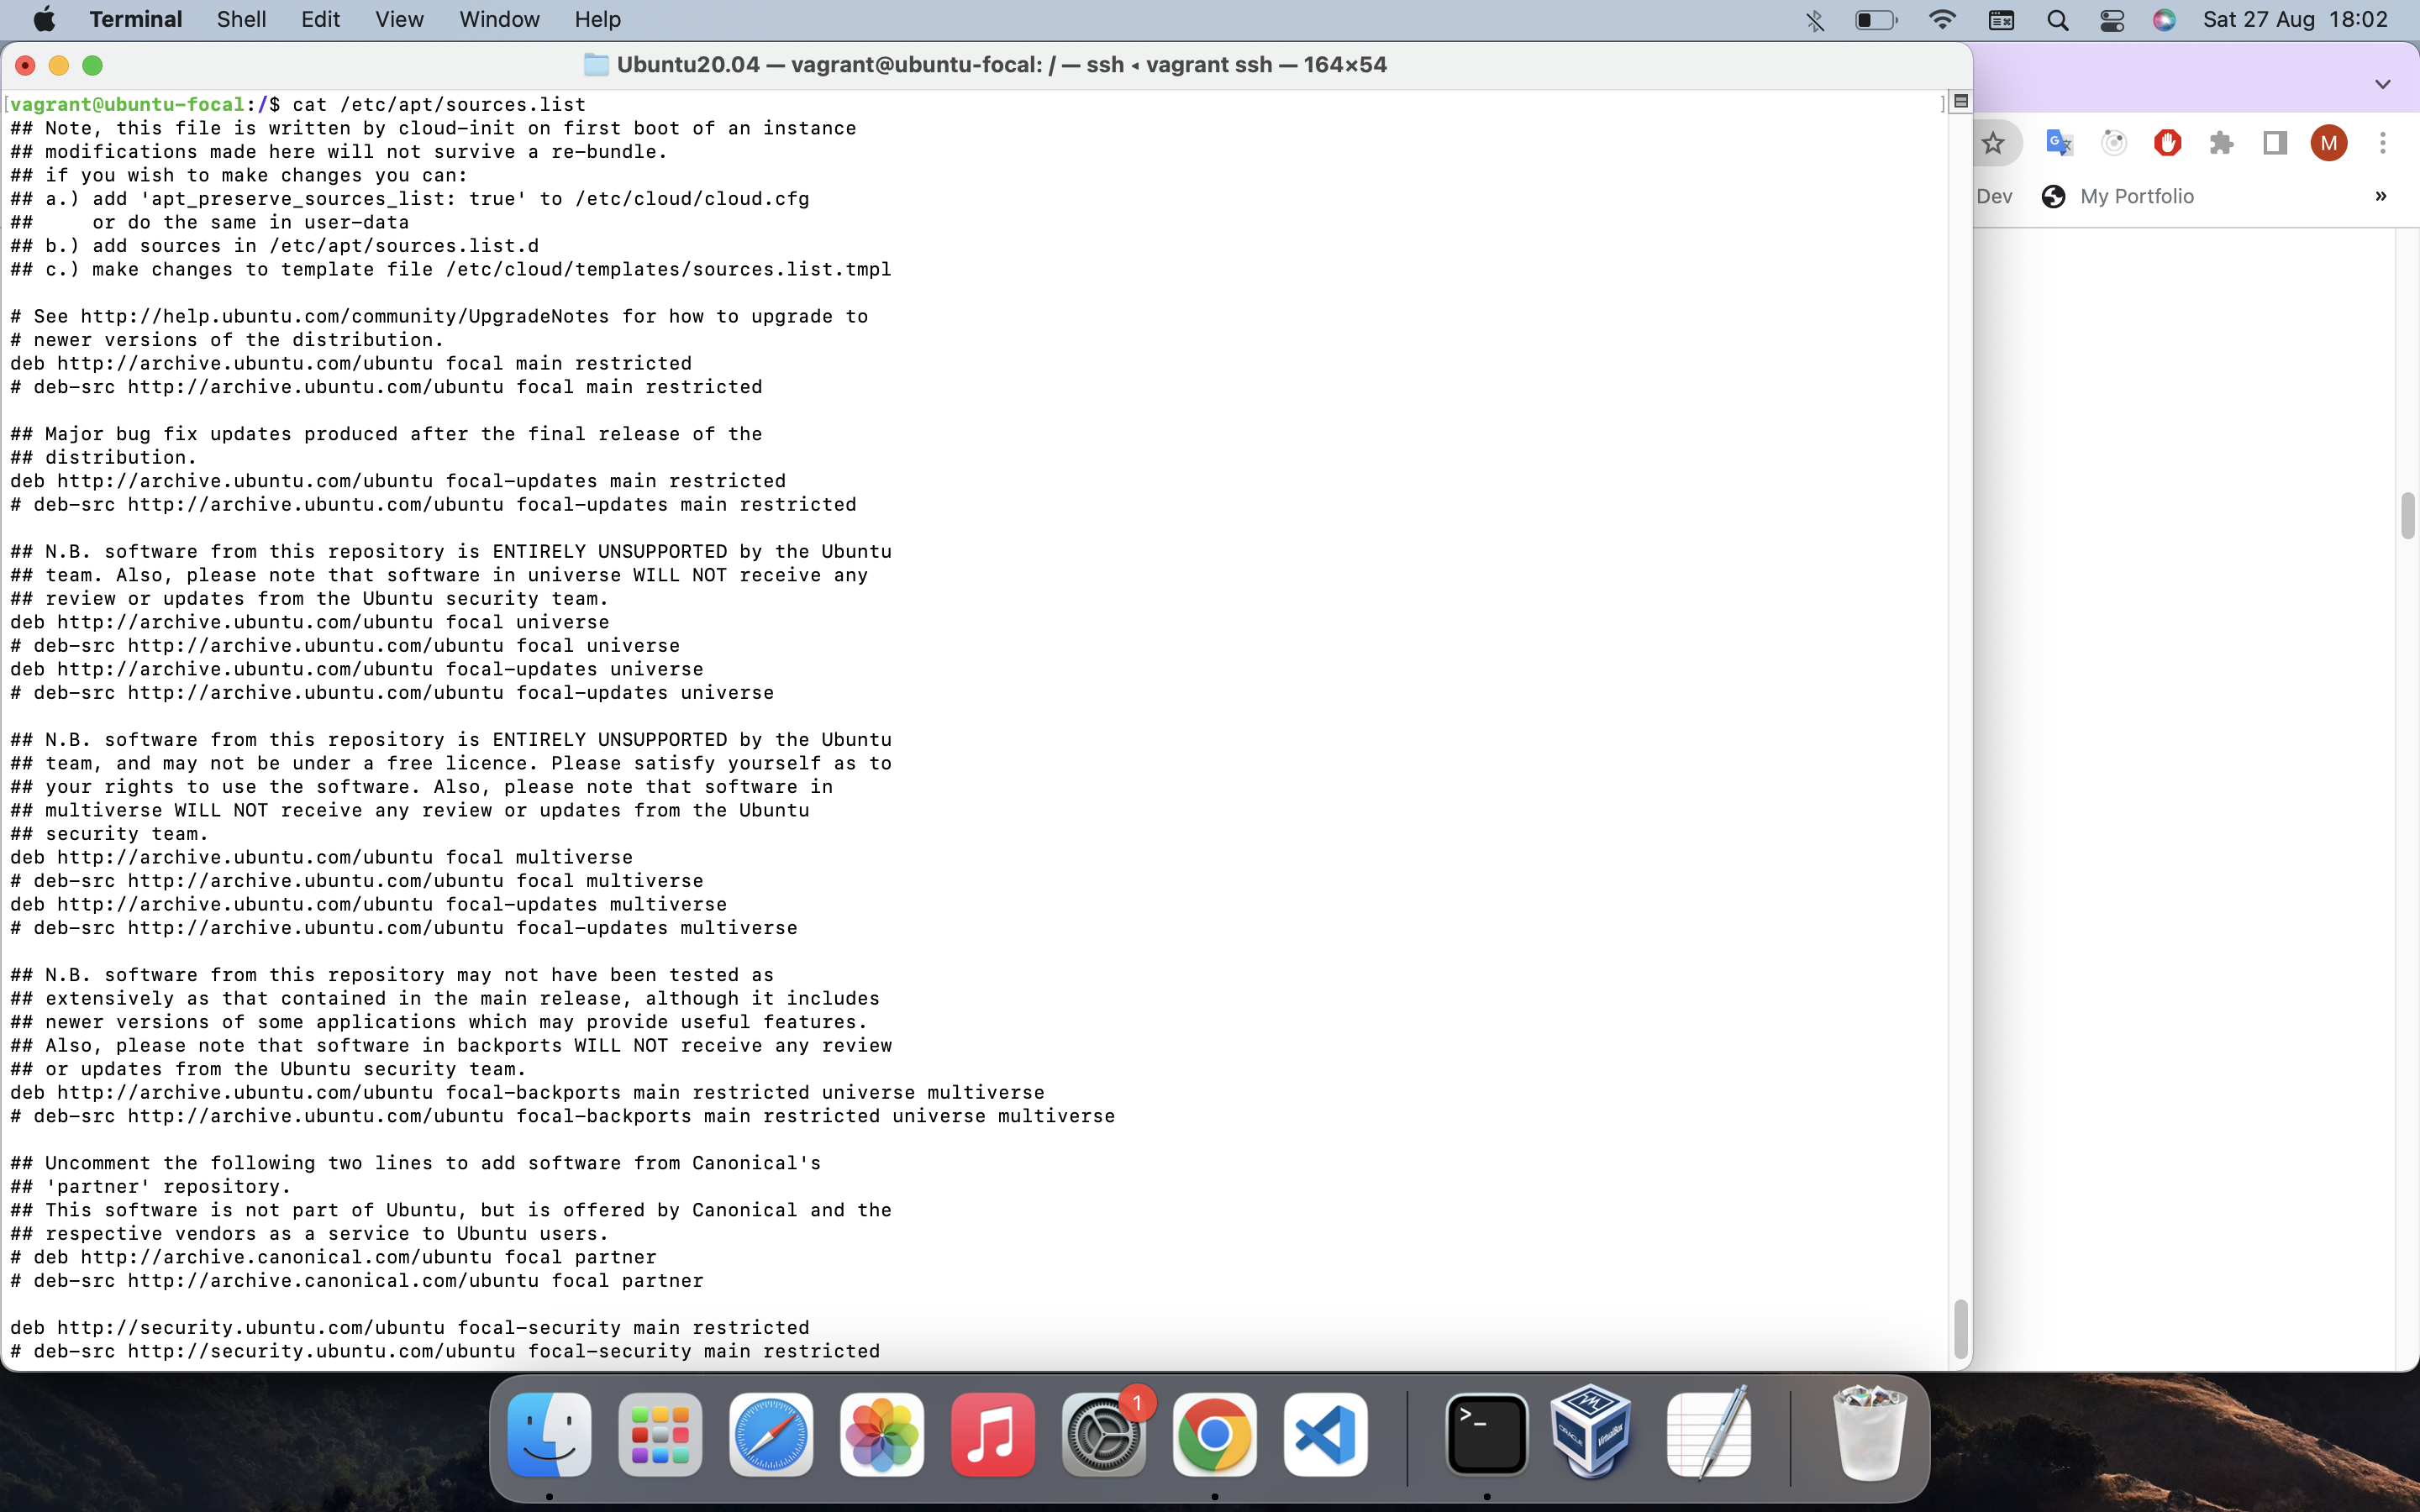 Terminal Shell Edit View Window Help Sat 27 Aug 18:02
Ubuntu20.04 — vagrant@ubuntu-focal: / — ssh ◂ vagrant ssh — 164×54
[vagrant@ubuntu-focal:/$ cat /etc/apt/sources.list ]
## Note, this file is written by cloud-init on first boot of an instance
## modifications made here will not survive a re-bundle.
## if you wish to make changes you can:
## a.) add 'apt_preserve_sources_list: true' to /etc/cloud/cloud.cfg
##     or do the same in user-data
## b.) add sources in /etc/apt/sources.list.d
## c.) make changes to template file /etc/cloud/templates/sources.list.tmpl
# See http://help.ubuntu.com/community/UpgradeNotes for how to upgrade to
# newer versions of the distribution.
deb http://archive.ubuntu.com/ubuntu focal main restricted
# deb-src http://archive.ubuntu.com/ubuntu focal main restricted
## Major bug fix updates produced after the final release of the
## distribution.
deb http://archive.ubuntu.com/ubuntu focal-updates main restricted
# deb-src http://archive.ubuntu.com/ubuntu focal-updates main restricted
## N.B. software from this repository is ENTIRELY UNSUPPORTED by the Ubuntu
## team. Also, please note that software in universe WILL NOT receive any
## review or updates from the Ubuntu security team.
deb http://archive.ubuntu.com/ubuntu focal universe
# deb-src http://archive.ubuntu.com/ubuntu focal universe
deb http://archive.ubuntu.com/ubuntu focal-updates universe
# deb-src http://archive.ubuntu.com/ubuntu focal-updates universe
## N.B. software from this repository is ENTIRELY UNSUPPORTED by the Ubuntu
## team, and may not be under a free licence. Please satisfy yourself as to
## your rights to use the software. Also, please note that software in
## multiverse WILL NOT receive any review or updates from the Ubuntu
## security team.
deb http://archive.ubuntu.com/ubuntu focal multiverse
# deb-src http://archive.ubuntu.com/ubuntu focal multiverse
deb http://archive.ubuntu.com/ubuntu focal-updates multiverse
# deb-src http://archive.ubuntu.com/ubuntu focal-updates multiverse
## N.B. software from this repository may not have been tested as
## extensively as that contained in the main release, although it includes
## newer versions of some applications which may provide useful features.
## Also, please note that software in backports WILL NOT receive any review
## or updates from the Ubuntu security team.
deb http://archive.ubuntu.com/ubuntu focal-backports main restricted universe multiverse
# deb-src http://archive.ubuntu.com/ubuntu focal-backports main restricted universe multiverse
## Uncomment the following two lines to add software from Canonical's
## 'partner' repository.
## This software is not part of Ubuntu, but is offered by Canonical and the
## respective vendors as a service to Ubuntu users.
# deb http://archive.canonical.com/ubuntu focal partner
# deb-src http://archive.canonical.com/ubuntu focal partner
deb http://security.ubuntu.com/ubuntu focal-security main restricted
# deb-src http://security.ubuntu.com/ubuntu focal-security main restricted
M
Dev My Portfolio »
1
>_
ORACLE VirtualBox